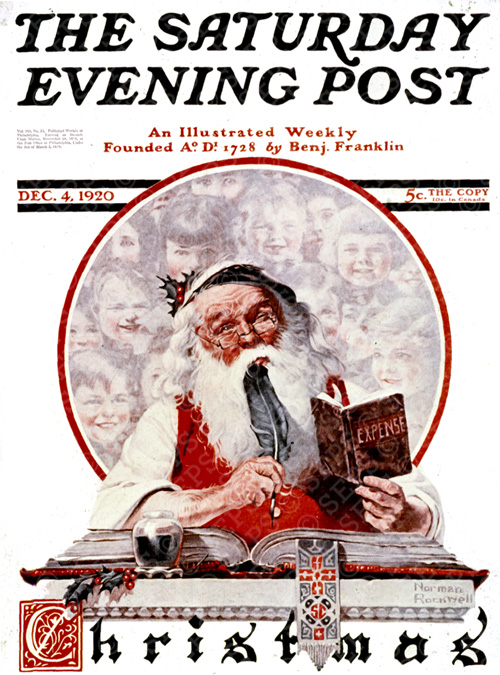 THE SATURDAY
EVENING POST
An Illustrated Weekly
Founded A.º D.¹ 1728 by Benj. Franklin
DEC. 4, 1920
5c. THE COPY
10c. in Canada
EXPENSE
Norman
Rockwell
Christmas